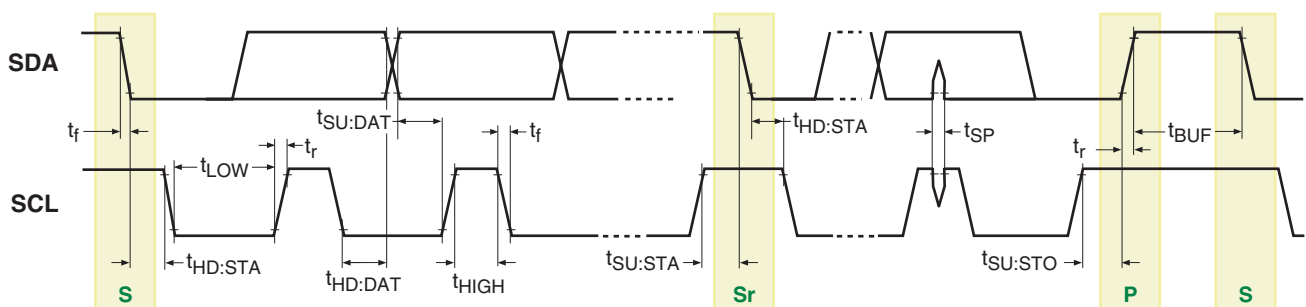 SDA
t_f t_SU:DAT t_f t_HD:STA t_SP t_r t_BUF
t_LOW t_r
SCL
t_HD:STA t_HD:DAT t_HIGH t_SU:STA t_SU:STO
S Sr P S